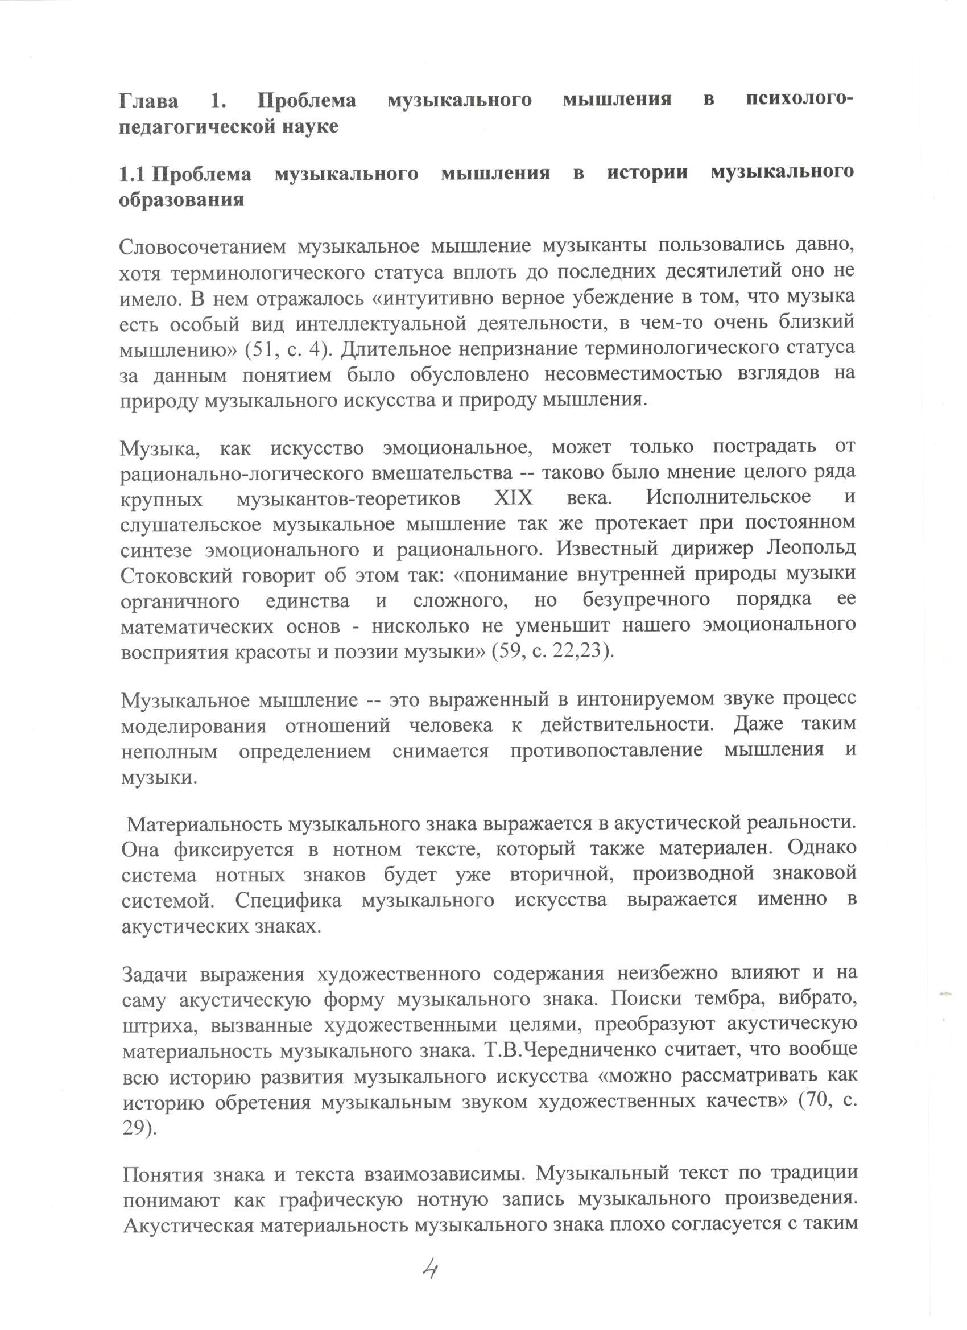 Глава 1. Проблема музыкального мышления в психолого-
педагогической науке
1.1 Проблема музыкального мышления в истории музыкального
образования
Словосочетанием музыкальное мышление музыканты пользовались давно,
хотя терминологического статуса вплоть до последних десятилетий оно не
имело. В нем отражалось «интуитивно верное убеждение в том, что музыка
есть особый вид интеллектуальной деятельности, в чем-то очень близкий
мышлению» (51, с. 4). Длительное непризнание терминологического статуса
за данным понятием было обусловлено несовместимостью взглядов на
природу музыкального искусства и природу мышления.
Музыка, как искусство эмоциональное, может только пострадать от
рационально-логического вмешательства -- таково было мнение целого ряда
крупных музыкантов-теоретиков XIX века. Исполнительское и
слушательское музыкальное мышление так же протекает при постоянном
синтезе эмоционального и рационального. Известный дирижер Леопольд
Стоковский говорит об этом так: «понимание внутренней природы музыки
органичного единства и сложного, но безупречного порядка ее
математических основ - нисколько не уменьшит нашего эмоционального
восприятия красоты и поэзии музыки» (59, с. 22,23).
Музыкальное мышление -- это выраженный в интонируемом звуке процесс
моделирования отношений человека к действительности. Даже таким
неполным определением снимается противопоставление мышления и
музыки.
Материальность музыкального знака выражается в акустической реальности.
Она фиксируется в нотном тексте, который также материален. Однако
система нотных знаков будет уже вторичной, производной знаковой
системой. Специфика музыкального искусства выражается именно в
акустических знаках.
Задачи выражения художественного содержания неизбежно влияют и на
саму акустическую форму музыкального знака. Поиски тембра, вибрато,
штриха, вызванные художественными целями, преобразуют акустическую
материальность музыкального знака. Т.В.Чередниченко считает, что вообще
всю историю развития музыкального искусства «можно рассматривать как
историю обретения музыкальным звуком художественных качеств» (70, с.
29).
Понятия знака и текста взаимозависимы. Музыкальный текст по традиции
понимают как графическую нотную запись музыкального произведения.
Акустическая материальность музыкального знака плохо согласуется с таким
4